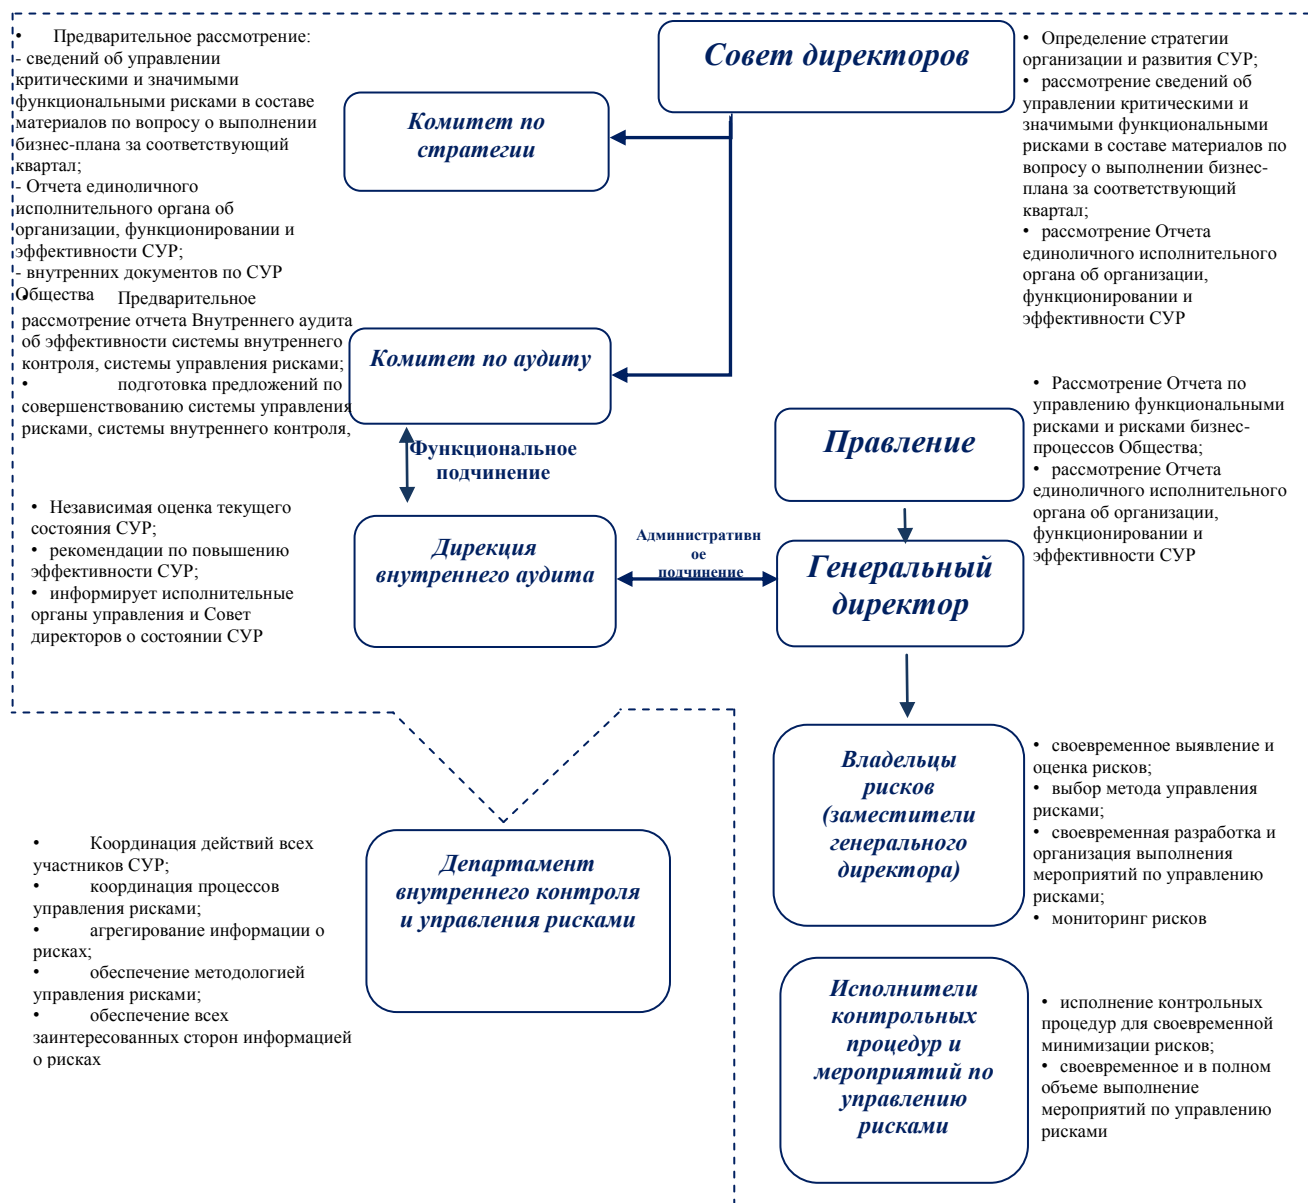 • Предварительное рассмотрение:
- сведений об управлении
критическими и значимыми
функциональными рисками в составе
материалов по вопросу о выполнении
бизнес-плана за соответствующий
квартал;
- Отчета единоличного
исполнительного органа об
организации, функционировании и
эффективности СУР;
- внутренних документов по СУР
Общества
Совет директоров
• Определение стратегии
организации и развития СУР;
• рассмотрение сведений об
управлении критическими и
значимыми функциональными
рисками в составе материалов по
вопросу о выполнении бизнес-
плана за соответствующий
квартал;
• рассмотрение Отчета
единоличного исполнительного
органа об организации,
функционировании и
эффективности СУР
Комитет по
стратегии
• Предварительное
рассмотрение отчета Внутреннего аудита
об эффективности системы внутреннего
контроля, системы управления рисками;
• подготовка предложений по
совершенствованию системы управления
рисками, системы внутреннего контроля,
Комитет по аудиту
Функциональное
подчинение
Правление
• Рассмотрение Отчета по
управлению функциональными
рисками и рисками бизнес-
процессов Общества;
• рассмотрение Отчета
единоличного исполнительного
органа об организации,
функционировании и
эффективности СУР
• Независимая оценка текущего
состояния СУР;
• рекомендации по повышению
эффективности СУР;
• информирует исполнительные
органы управления и Совет
директоров о состоянии СУР
Дирекция
внутреннего аудита
Административн
ое
подчинение
Генеральный
директор
Владельцы
рисков
(заместители
генерального
директора)
• своевременное выявление и
оценка рисков;
• выбор метода управления
рисками;
• своевременная разработка и
организация выполнения
мероприятий по управлению
рисками;
• мониторинг рисков
• Координация действий всех
участников СУР;
• координация процессов
управления рисками;
• агрегирование информации о
рисках;
• обеспечение методологией
управления рисками;
• обеспечение всех
заинтересованных сторон информацией
о рисках
Департамент
внутреннего контроля
и управления рисками
Исполнители
контрольных
процедур и
мероприятий по
управлению
рисками
• исполнение контрольных
процедур для своевременной
минимизации рисков;
• своевременное и в полном
объеме выполнение
мероприятий по управлению
рисками